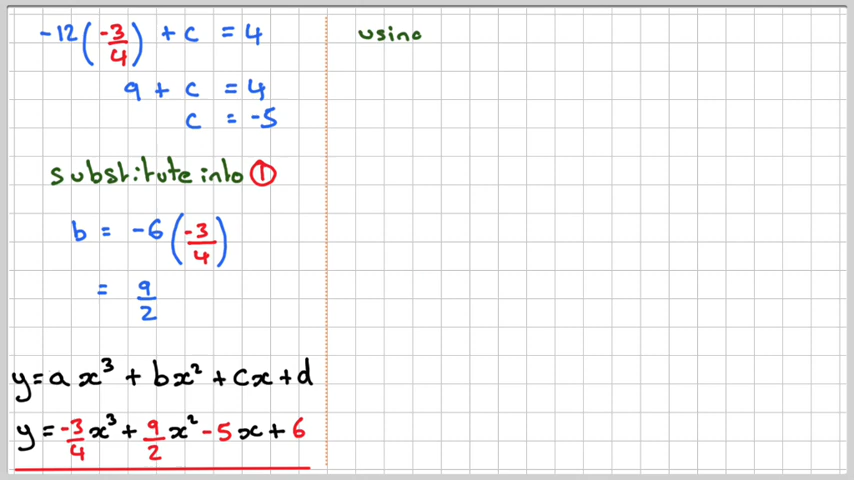 -12(-3/4) + c = 4
9 + c = 4
c = -5
substitute into ①
b = -6(-3/4)
= 9/2
y = ax³ + bx² + cx + d
y = -3/4x³ + 9/2x² - 5x + 6
usino